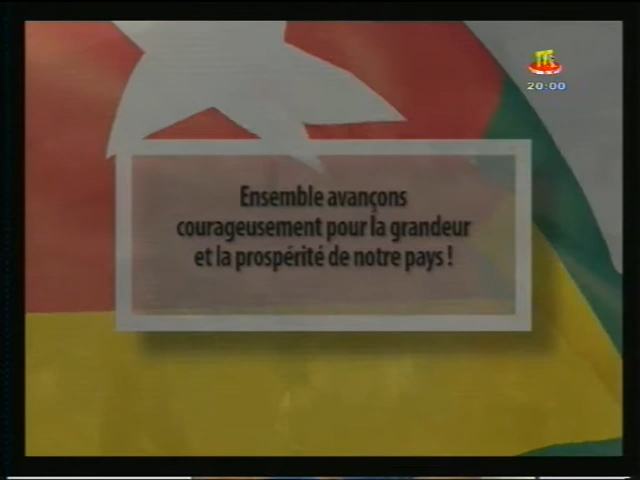 20:00
Ensemble avançons
courageusement pour la grandeur
et la prospérité de notre pays !